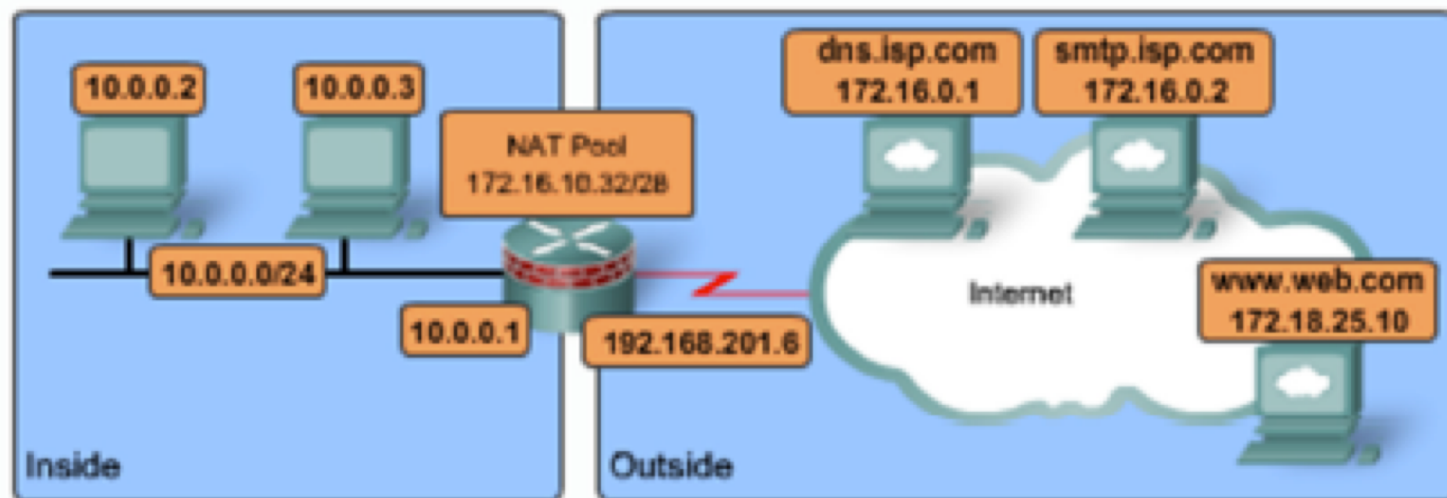 10.0.0.2
10.0.0.3
NAT Pool
172.16.10.32/28
dns.isp.com
172.16.0.1
smtp.isp.com
172.16.0.2
10.0.0.0/24
10.0.0.1
192.168.201.6
Internet
www.web.com
172.18.25.10
Inside
Outside